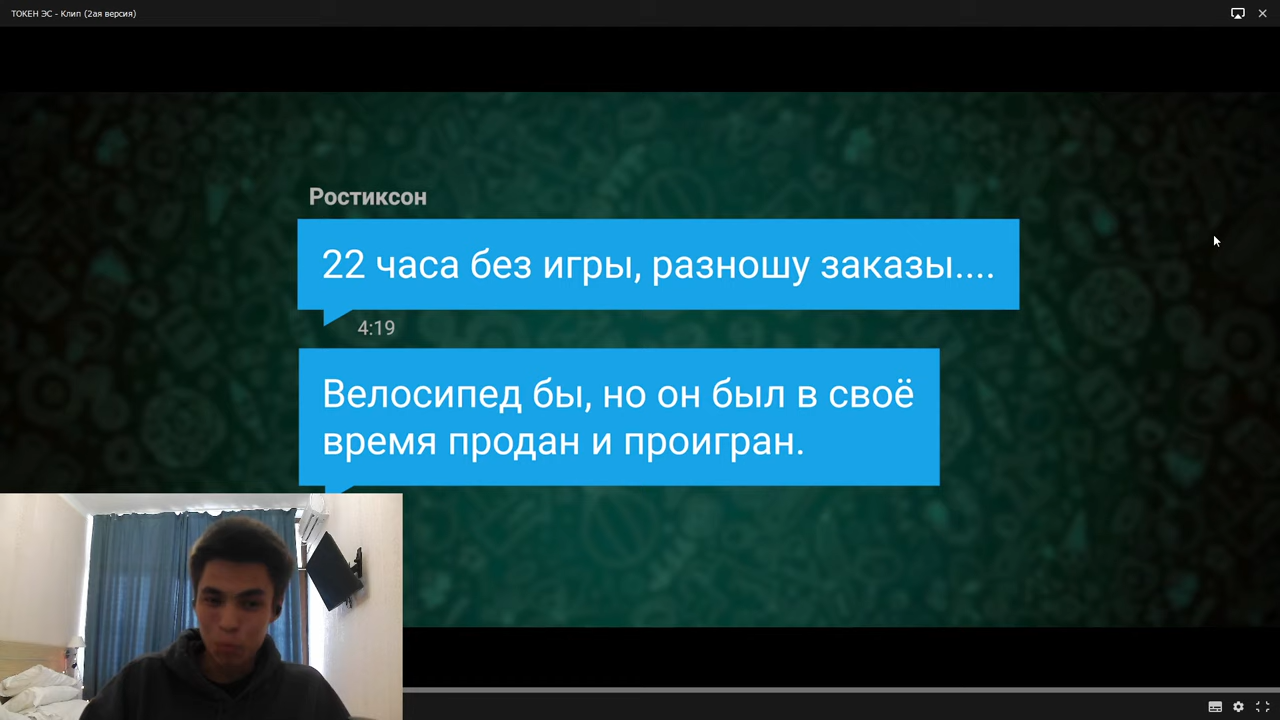 ТОКЕН ЭС - Клип (2ая версия)
Ростиксон
22 часа без игры, разношу заказы....
4:19
Велосипед бы, но он был в своё
время продан и проигран.